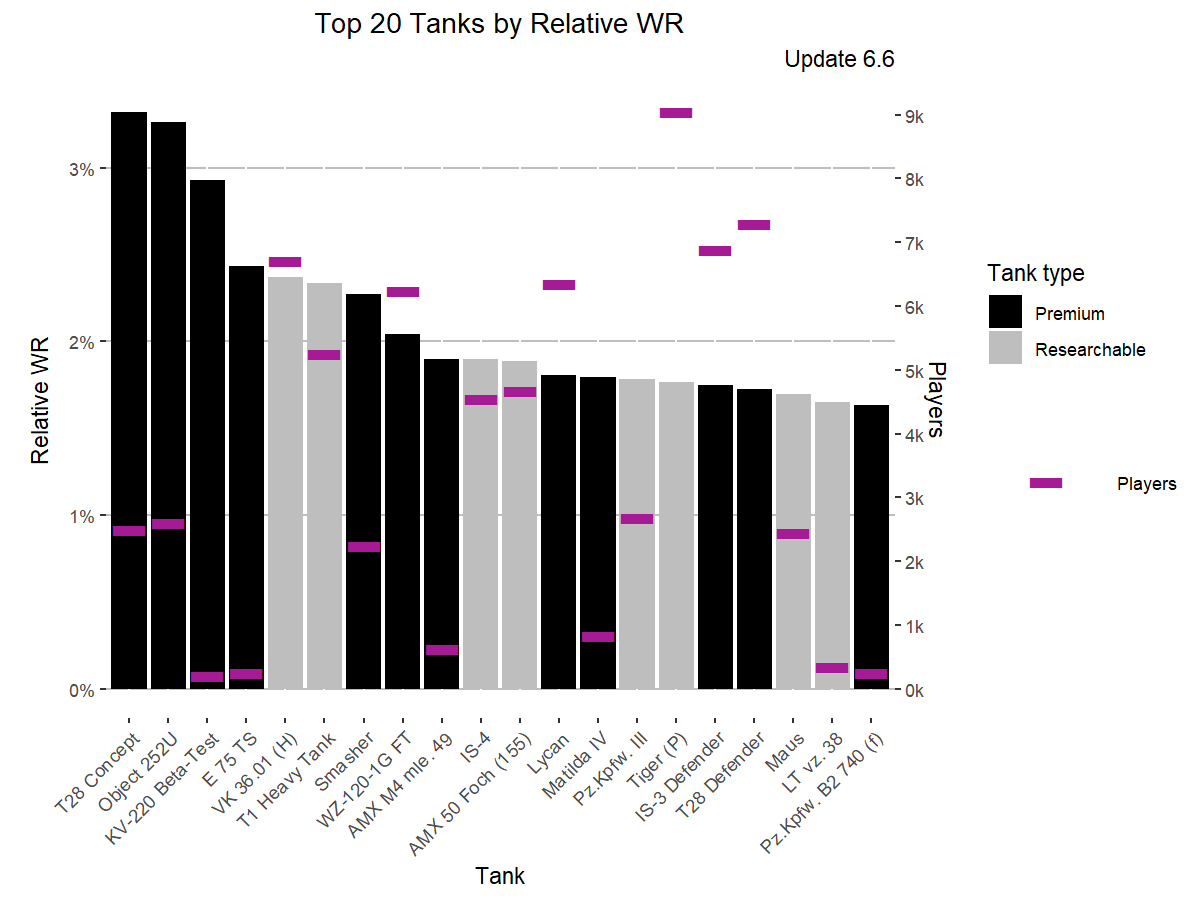 Top 20 Tanks by Relative WR
Update 6.6
Relative WR
3%
2%
1%
0%
9k
8k
7k
6k
5k
4k
3k
2k
1k
0k
Players
T28 Concept
Object 252U
KV-220 Beta-Test
E 75 TS
VK 36.01 (H)
T1 Heavy Tank
Smasher
WZ-120-1G FT
AMX M4 mle. 49
IS-4
AMX 50 Foch (155)
Lycan
Matilda IV
Pz.Kpfw. III
Tiger (P)
IS-3 Defender
T28 Defender
Maus
LT vz.38
Pz.Kpfw. B2 740 (f)
Tank
Tank type
Premium
Researchable
Players